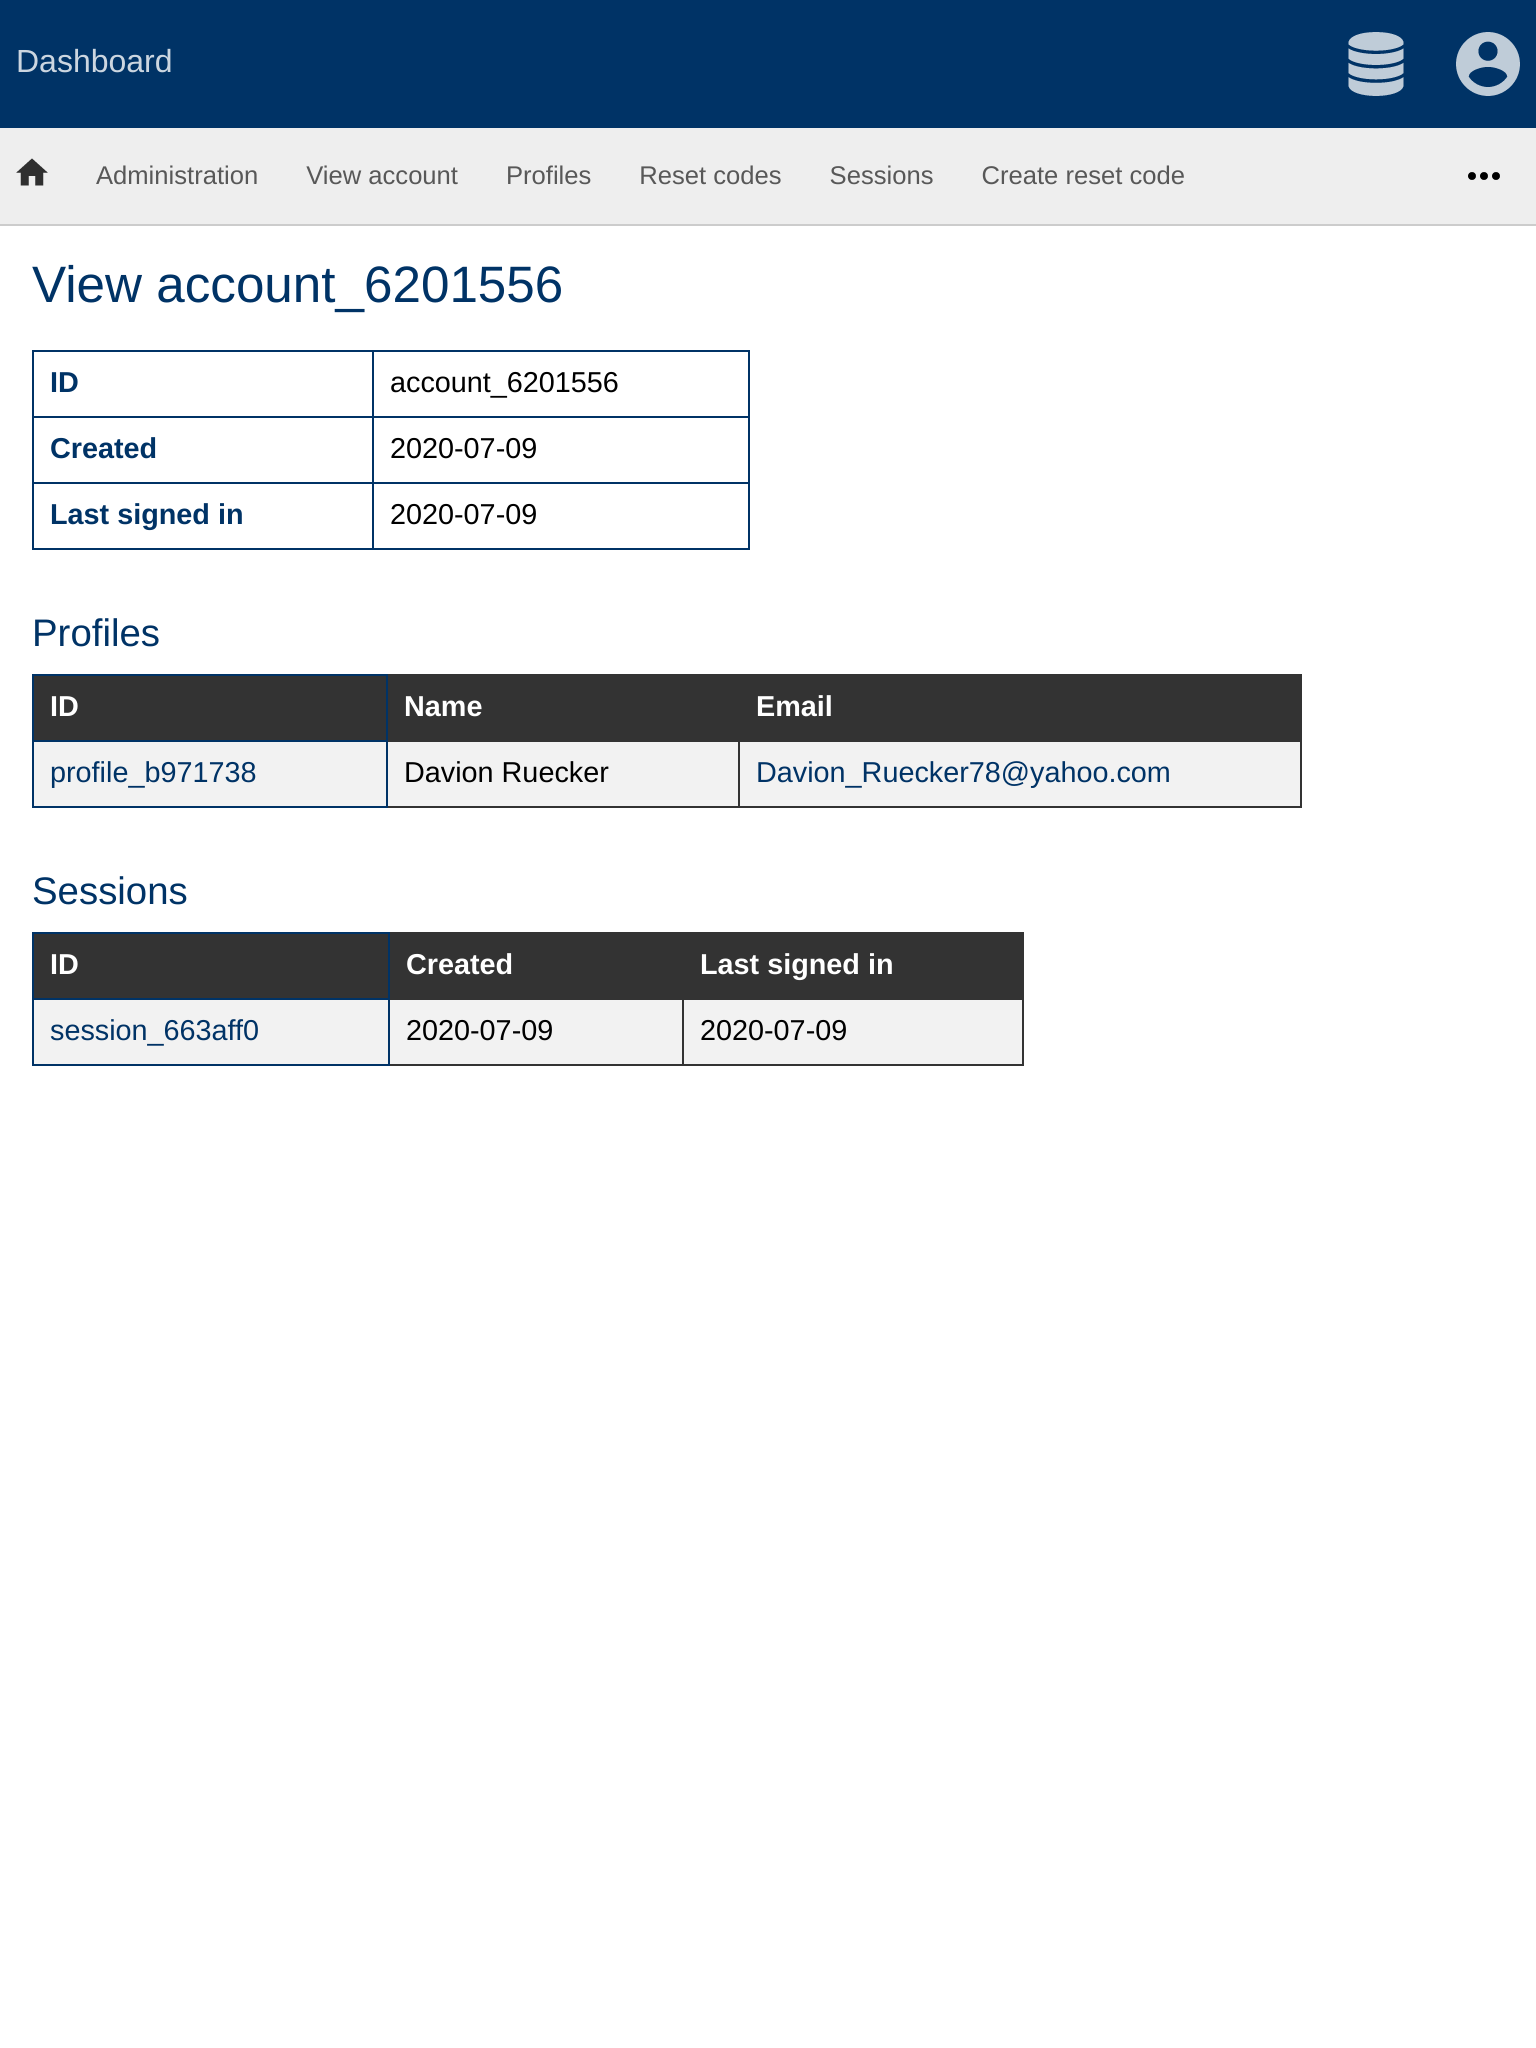 Dashboard
Administration View account Profiles Reset codes Sessions Create reset code
View account_6201556
ID account_6201556
Created 2020-07-09
Last signed in 2020-07-09
Profiles
ID Name Email
profile_b971738 Davion Ruecker Davion_Ruecker78@yahoo.com
Sessions
ID Created Last signed in
session_663aff0 2020-07-09 2020-07-09